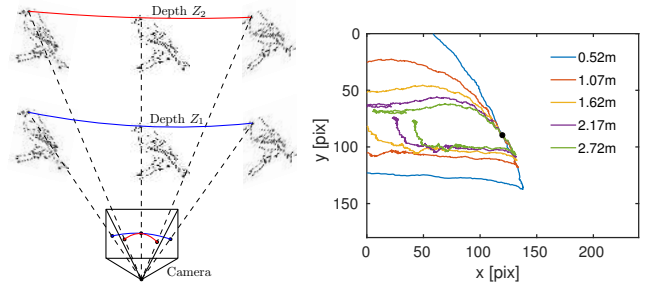 Depth Z2
Depth Z1
Camera
0
50
100
150
y [pix]
0
50
100
150
200
x [pix]
0.52m
1.07m
1.62m
2.17m
2.72m